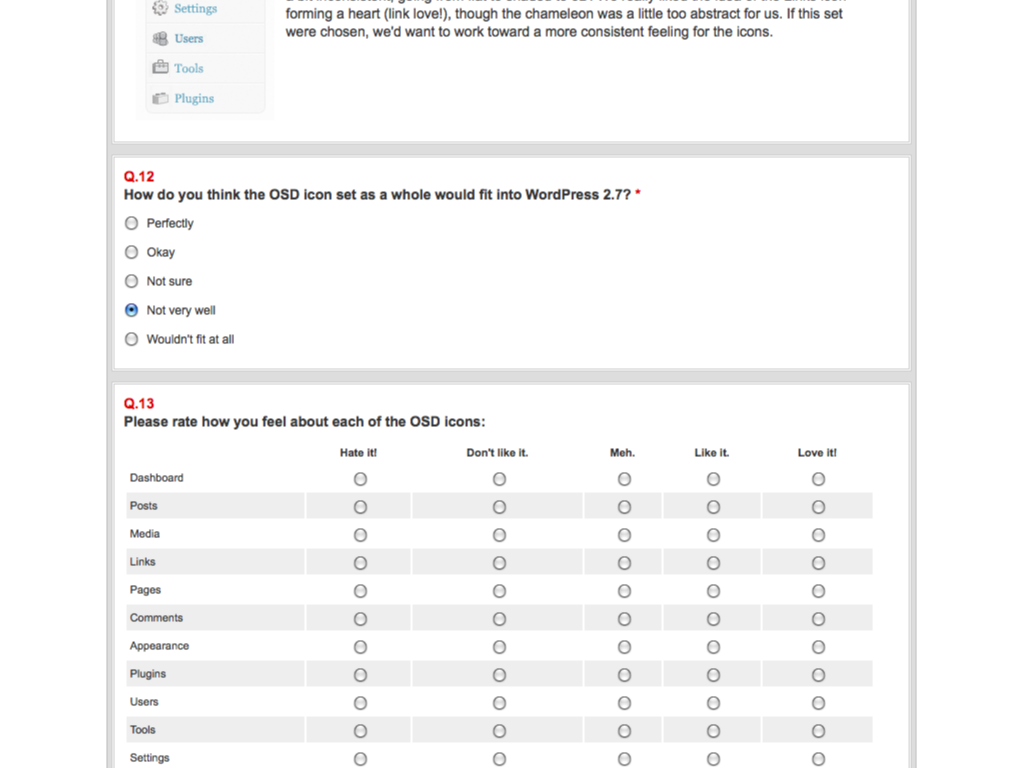 Settings
Users
Tools
Plugins
forming a heart (link love!), though the chameleon was a little too abstract for us. If this set
were chosen, we'd want to work toward a more consistent feeling for the icons.
Q.12
How do you think the OSD icon set as a whole would fit into WordPress 2.7? *
Perfectly
Okay
Not sure
Not very well
Wouldn't fit at all
Q.13
Please rate how you feel about each of the OSD icons:
Hate it! Don't like it. Meh. Like it. Love it!
Dashboard
Posts
Media
Links
Pages
Comments
Appearance
Plugins
Users
Tools
Settings